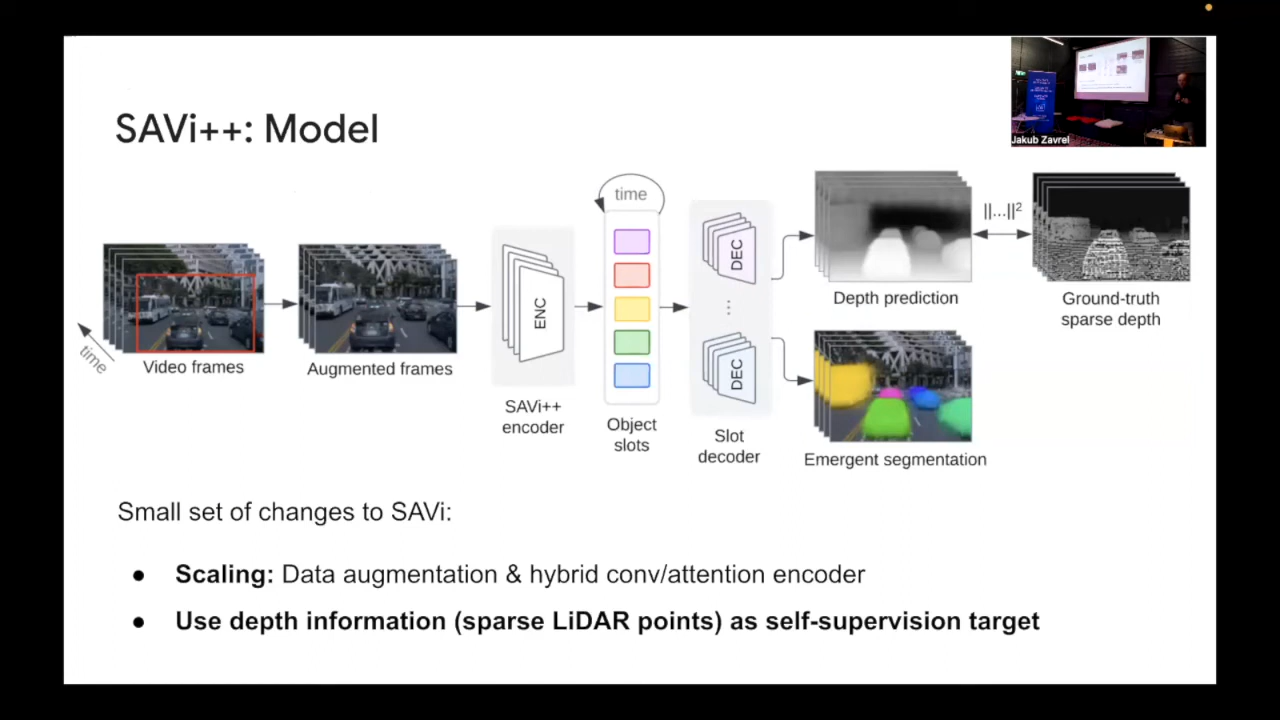 Jakub Zavrel
SAVi++: Model
time
time
Video frames
Augmented frames
ENC
SAVi++
encoder
Object
slots
DEC
...
DEC
Slot
decoder
Depth prediction
||...||²
Ground-truth
sparse depth
Emergent segmentation
Small set of changes to SAVi:
● Scaling: Data augmentation & hybrid conv/attention encoder
● Use depth information (sparse LiDAR points) as self-supervision target